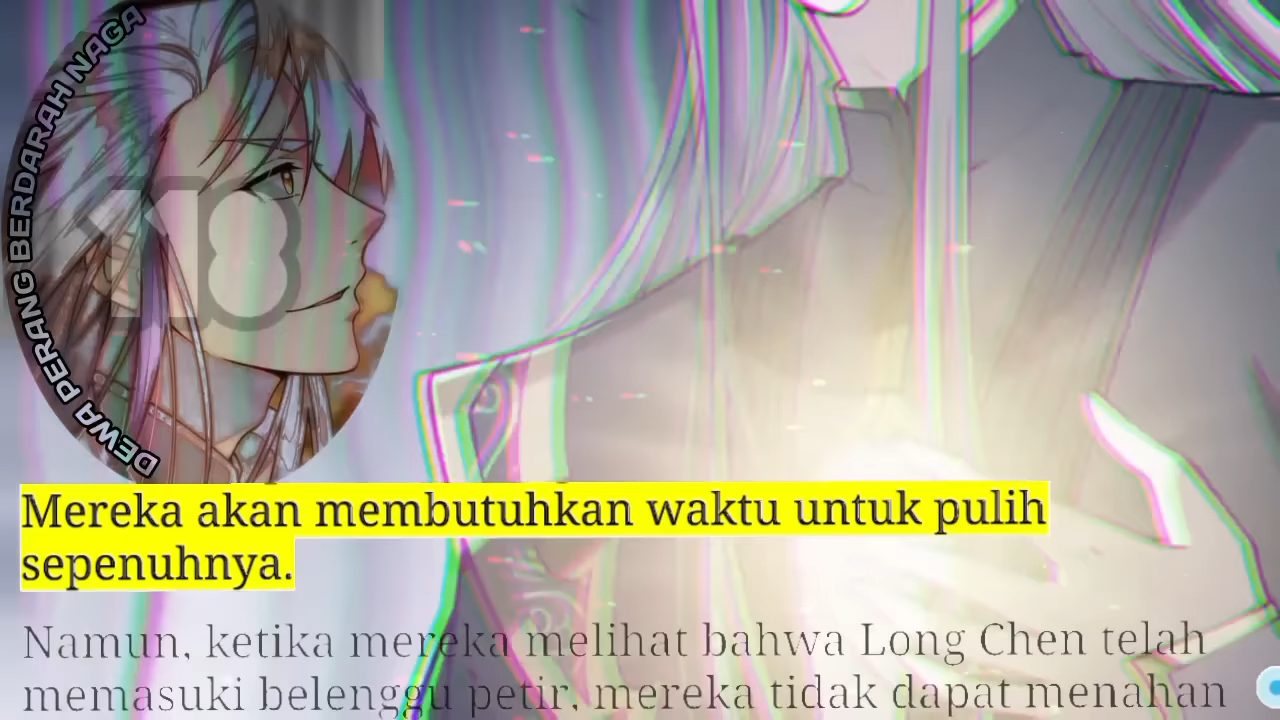 DEWA PERANG BERDARAH NAGA
Mereka akan membutuhkan waktu untuk pulih
sepenuhnya.
Namun, ketika mereka melihat bahwa Long Chen telah
memasuki belenggu petir, mereka tidak dapat menahan